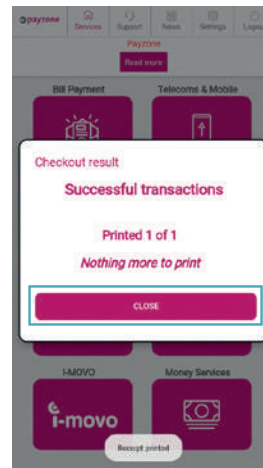 payzone
Services Support News Settings Logout
Payzone
Read more
Bill Payment Telecoms & Mobile
Checkout result
Successful transactions
Printed 1 of 1
Nothing more to print
CLOSE
I-MOVO Money Services
i-movo
Receipt printed